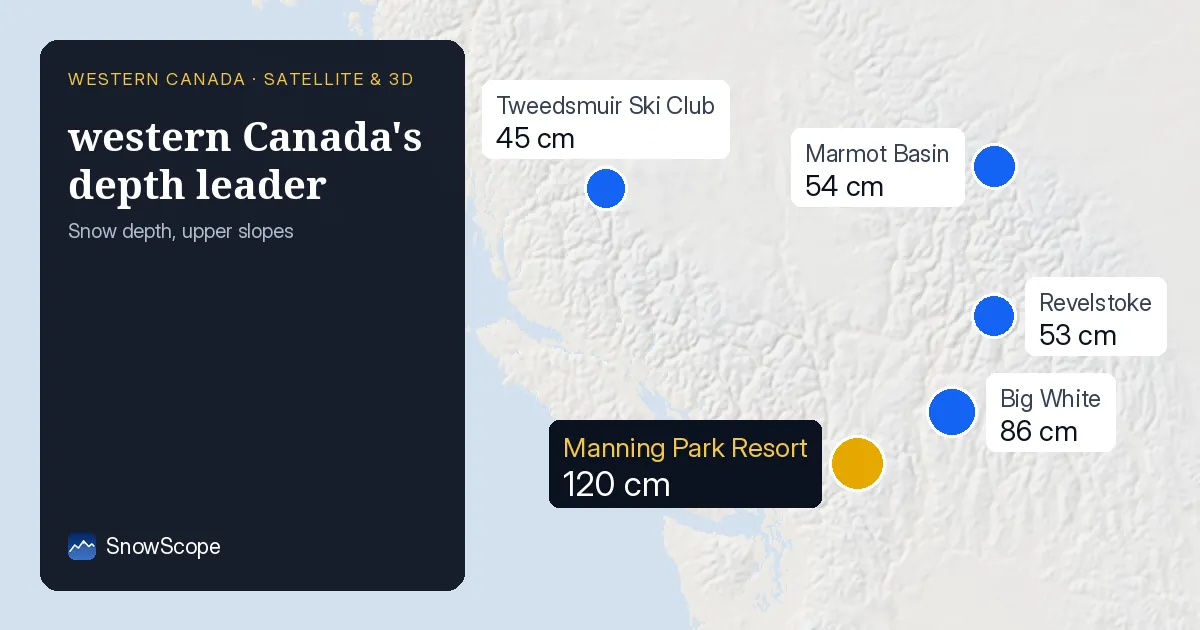 WESTERN CANADA · SATELLITE & 3D
western Canada's
depth leader
Snow depth, upper slopes
SnowScope
Tweedsmuir Ski Club
45 cm
Marmot Basin
54 cm
Revelstoke
53 cm
Big White
86 cm
Manning Park Resort
120 cm